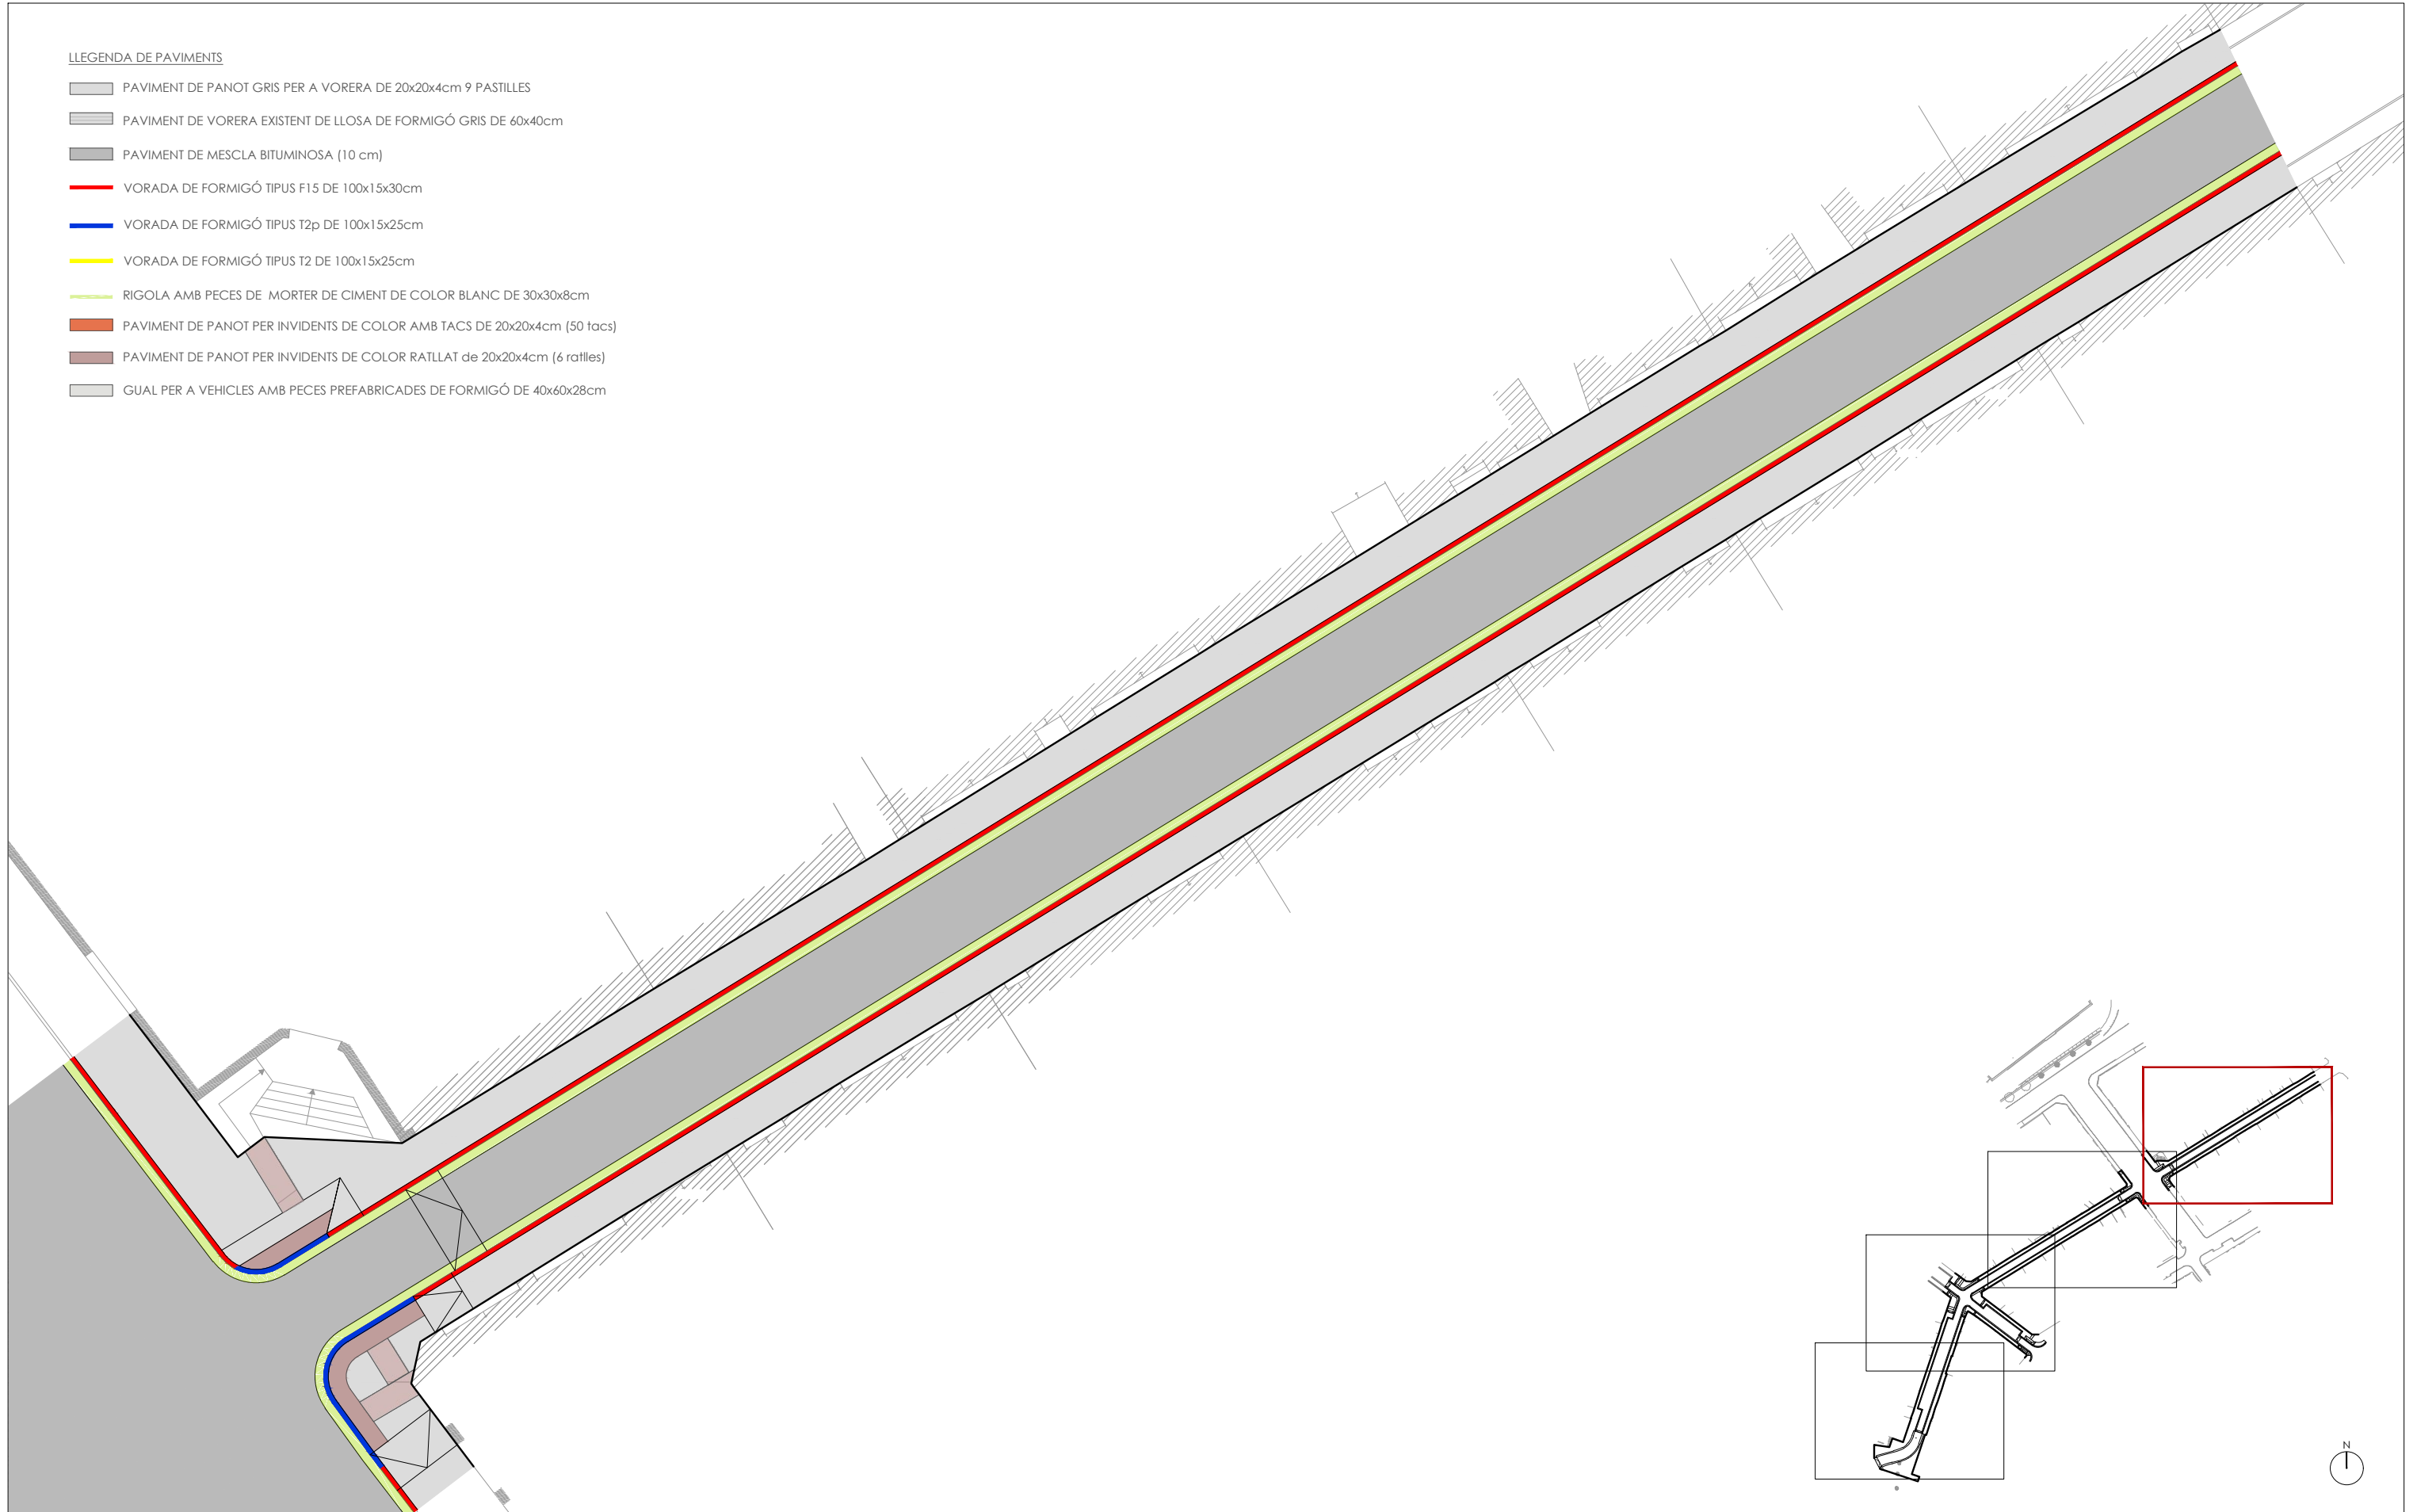 LLEGENDA DE PAVIMENTS
PAVIMENT DE PANOT GRIS PER A VORERA DE 20x20x4cm 9 PASTILLES
PAVIMENT DE VORERA EXISTENT DE LLOSA DE FORMIGÓ GRIS DE 60x40cm
PAVIMENT DE MESCLA BITUMINOSA (10 cm)
VORADA DE FORMIGÓ TIPUS F15 DE 100x15x30cm
VORADA DE FORMIGÓ TIPUS T2p DE 100x15x25cm
VORADA DE FORMIGÓ TIPUS T2 DE 100x15x25cm
RIGOLA AMB PECES DE MORTER DE CIMENT DE COLOR BLANC DE 30x30x8cm
PAVIMENT DE PANOT PER INVIDENTS DE COLOR AMB TACS DE 20x20x4cm (50 tacs)
PAVIMENT DE PANOT PER INVIDENTS DE COLOR RATLLAT de 20x20x4cm (6 ratlles)
GUAL PER A VEHICLES AMB PECES PREFABRICADES DE FORMIGÓ DE 40x60x28cm
N